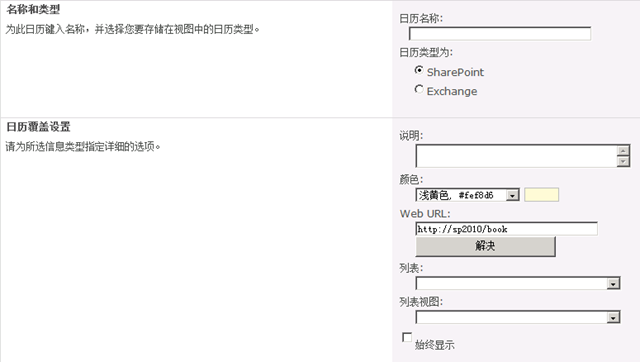 名称和类型
为此日历键入名称，并选择您要存储在视图中的日历类型。
日历名称:
日历类型为:
SharePoint
Exchange
日历覆盖设置
请为所选信息类型指定详细的选项。
说明:
颜色:
浅黄色, #fef8d6
Web URL:
http://sp2010/book
解决
列表:
列表视图:
始终显示